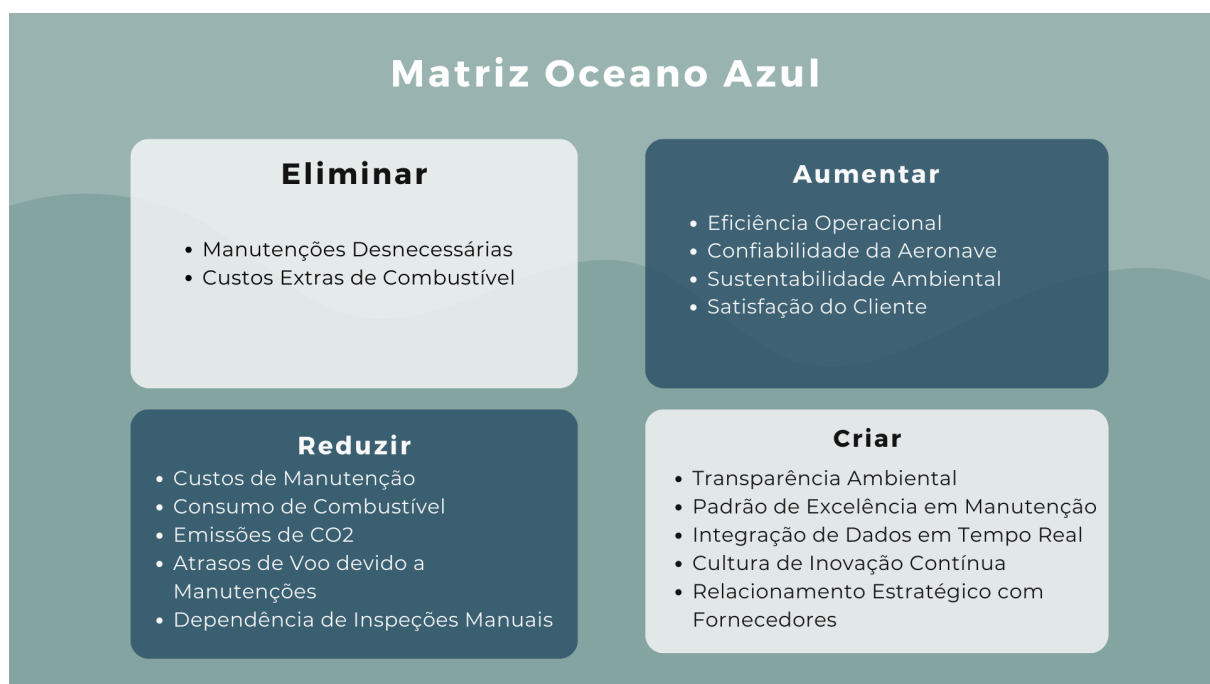 Matriz Oceano Azul
Eliminar
• Manutenções Desnecessárias
• Custos Extras de Combustível
Aumentar
• Eficiência Operacional
• Confiabilidade da Aeronave
• Sustentabilidade Ambiental
• Satisfação do Cliente
Reduzir
• Custos de Manutenção
• Consumo de Combustível
• Emissões de CO2
• Atrasos de Voo devido a
Manutenções
• Dependência de Inspeções Manuais
Criar
• Transparência Ambiental
• Padrão de Excelência em Manutenção
• Integração de Dados em Tempo Real
• Cultura de Inovação Contínua
• Relacionamento Estratégico com
Fornecedores